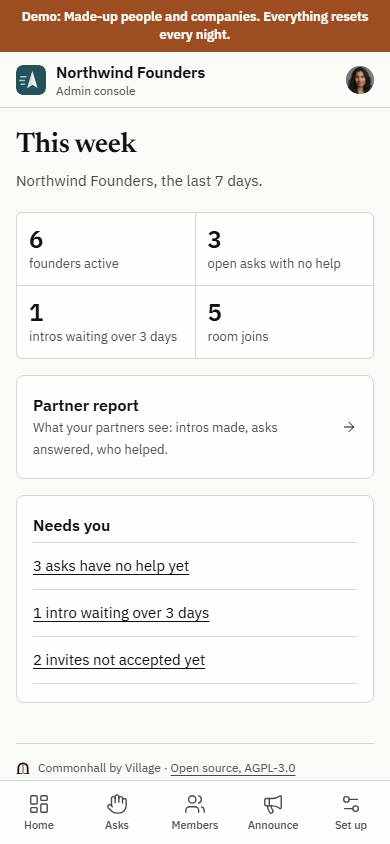 Demo: Made-up people and companies. Everything resets
every night.
Northwind Founders
Admin console
This week
Northwind Founders, the last 7 days.
6
founders active
3
open asks with no help
1
intros waiting over 3 days
5
room joins
Partner report
What your partners see: intros made, asks
answered, who helped.
Needs you
3 asks have no help yet
1 intro waiting over 3 days
2 invites not accepted yet
Commonhall by Village · Open source, AGPL-3.0
Home
Asks
Members
Announce
Set up